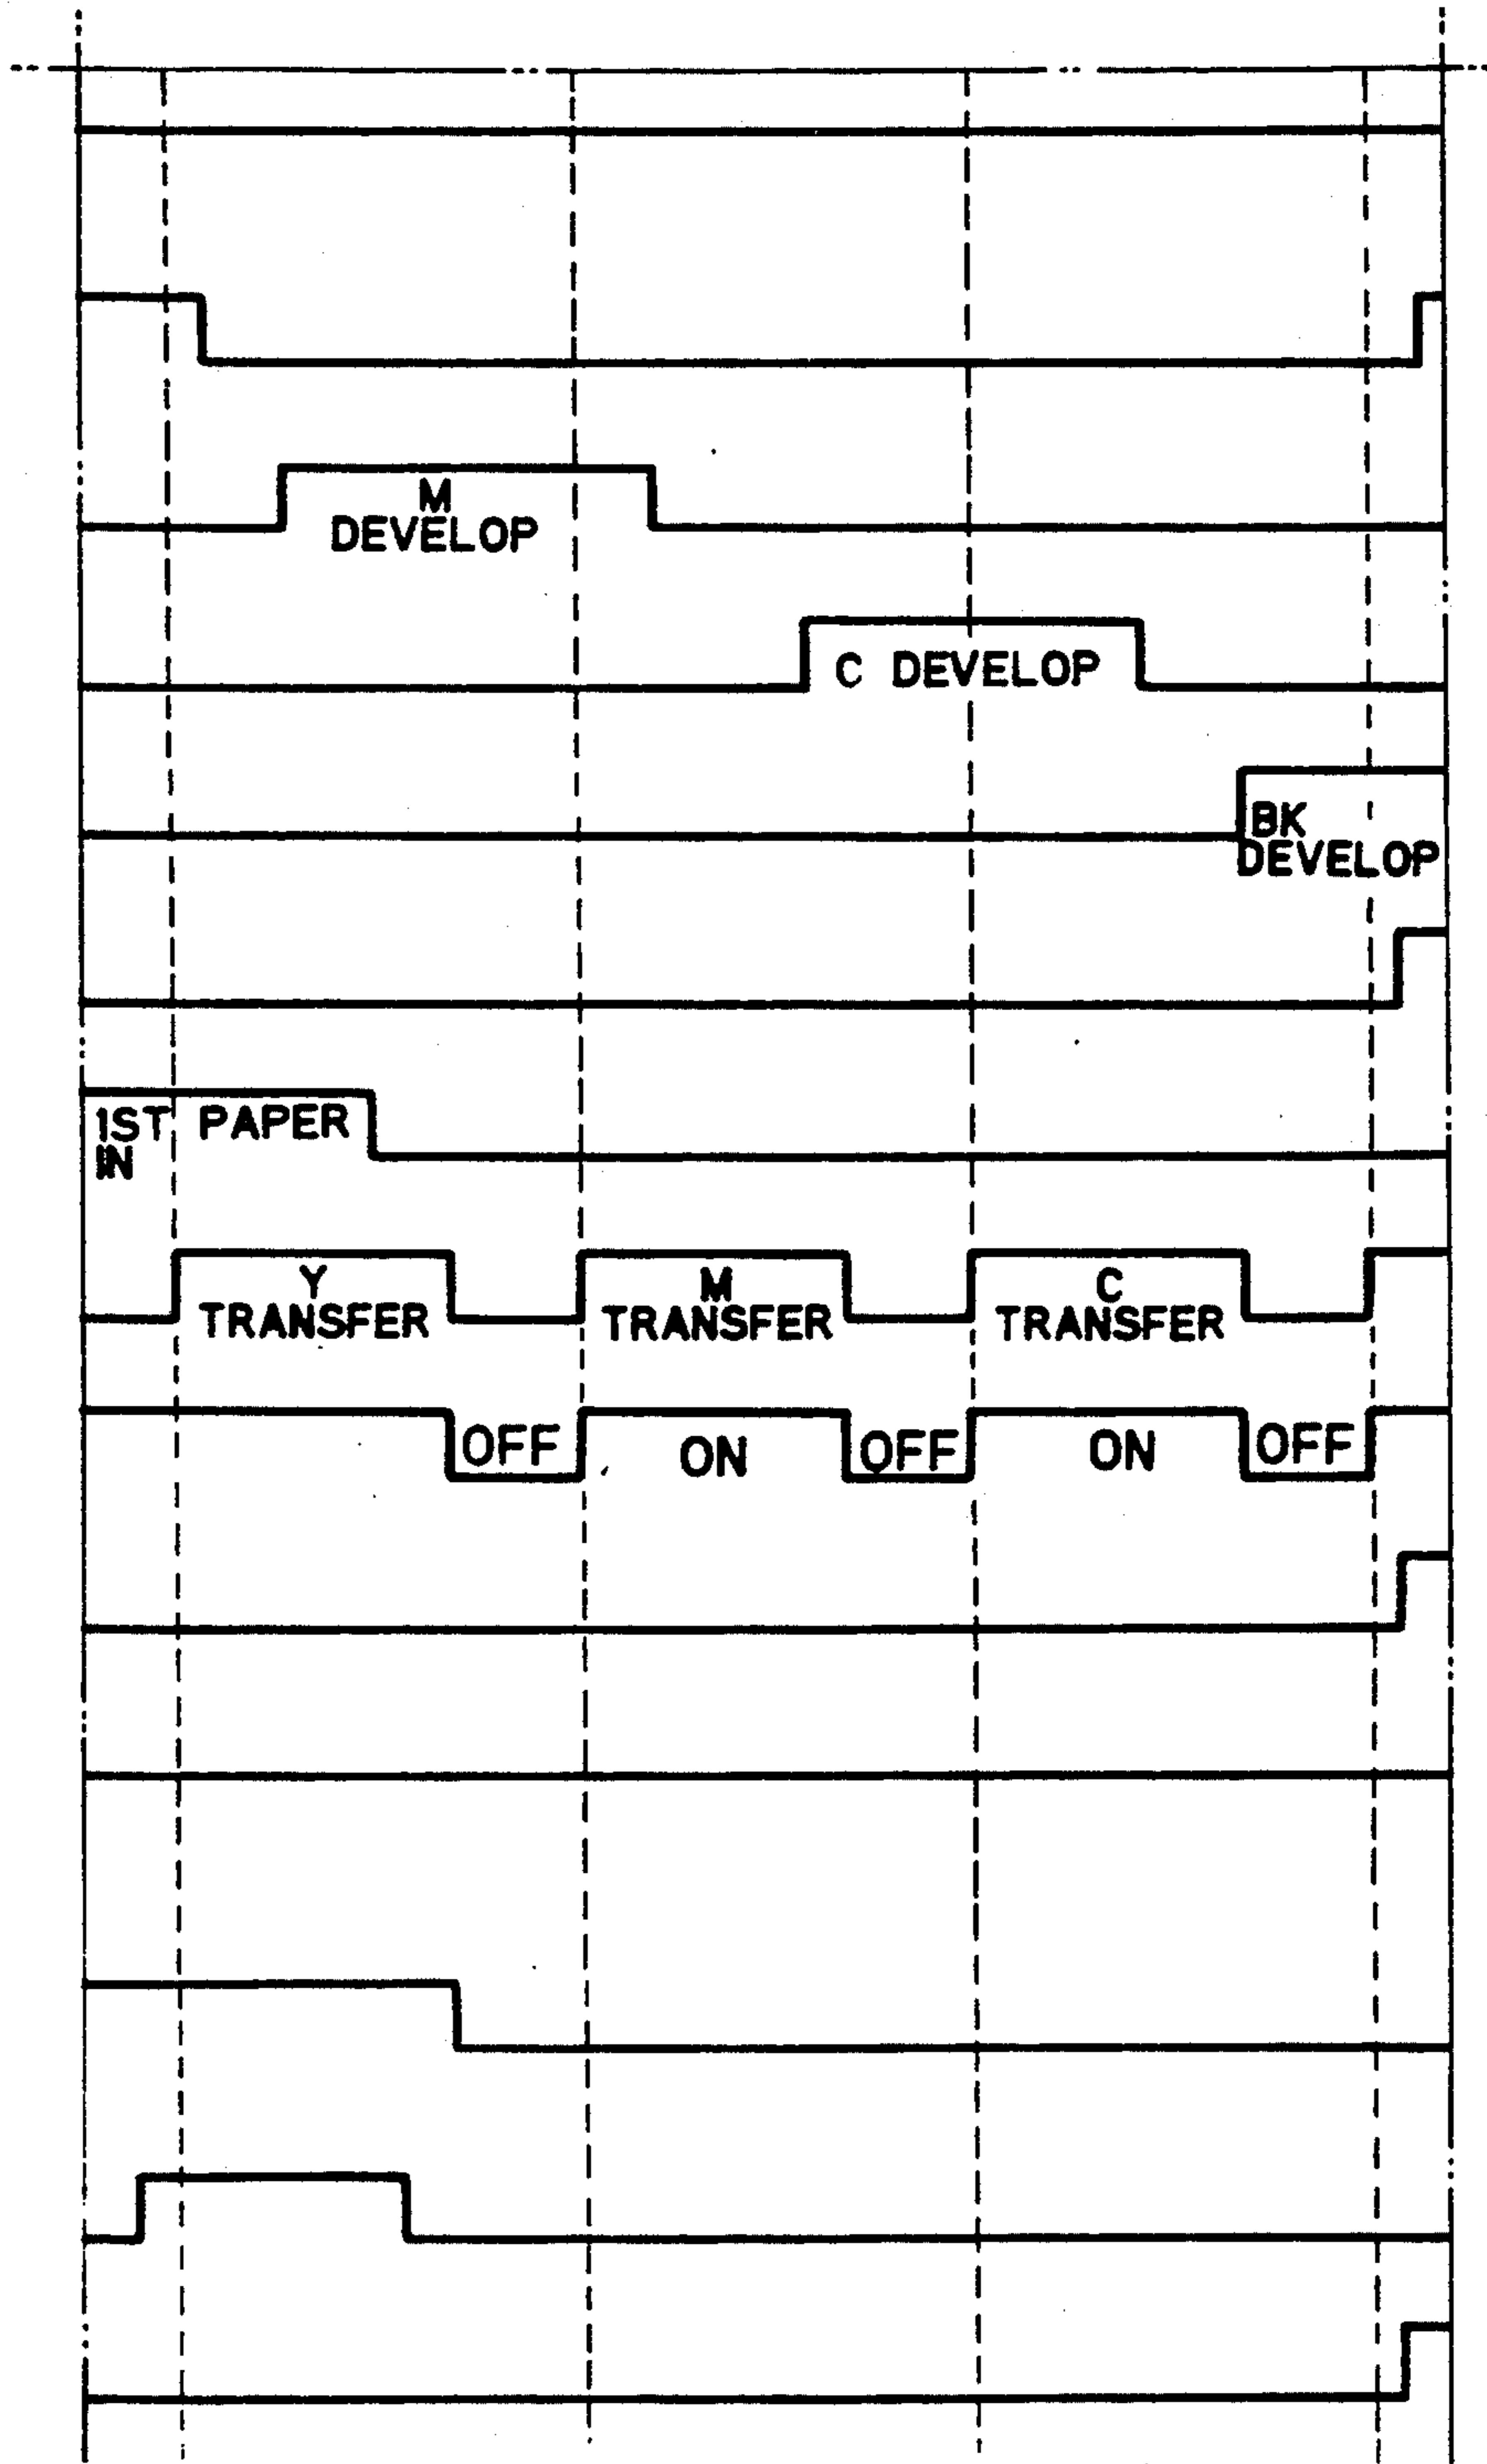 M
DEVELOP
C DEVELOP
BK
DEVELOP
1ST PAPER
IN
Y
TRANSFER
M
TRANSFER
C
TRANSFER
OFF
ON
OFF
ON
OFF